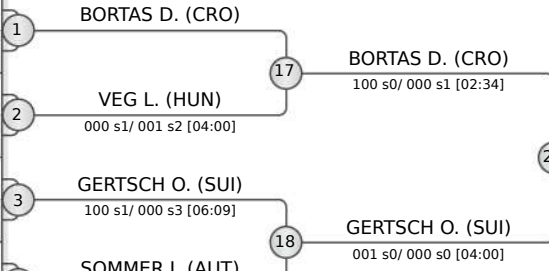 BORTAS D. (CRO)
1
17
BORTAS D. (CRO)
100 s0/ 000 s1 [02:34]
VEG L. (HUN)
2
000 s1/ 001 s2 [04:00]
GERTSCH O. (SUI)
3
100 s1/ 000 s3 [06:09]
18
GERTSCH O. (SUI)
001 s0/ 000 s0 [04:00]
SOMMER L. (AUT)